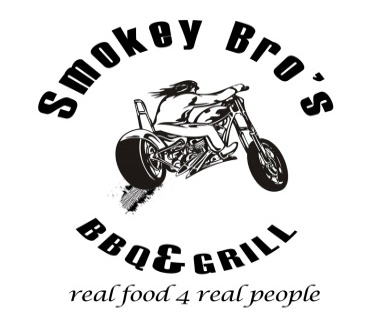 Smokey Bro's
BBQ & GRILL
real food 4 real people